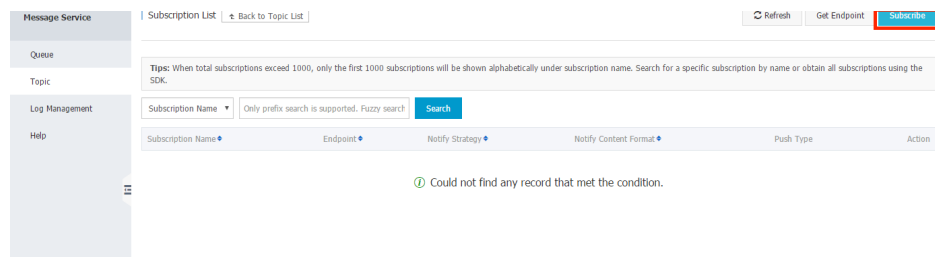 Message Service
Subscription List
Back to Topic List
Refresh
Get Endpoint
Subscribe
Queue
Topic
Log Management
Help
Tips: When total subscriptions exceed 1000, only the first 1000 subscriptions will be shown alphabetically under subscription name. Search for a specific subscription by name or obtain all subscriptions using the
SDK.
Subscription Name
Only prefix search is supported. Fuzzy search
Search
Subscription Name
Endpoint
Notify Strategy
Notify Content Format
Push Type
Action
Could not find any record that met the condition.